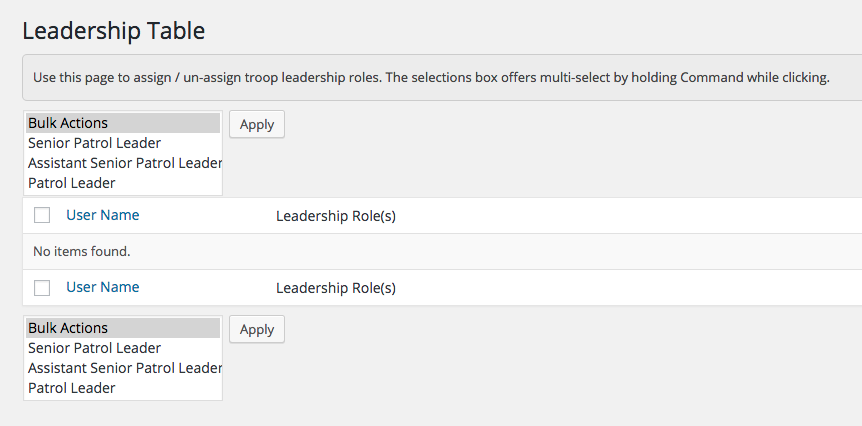 Leadership Table
Use this page to assign / un-assign troop leadership roles. The selections box offers multi-select by holding Command while clicking.
Bulk Actions
Apply
Senior Patrol Leader
Assistant Senior Patrol Leader
Patrol Leader
User Name Leadership Role(s)
No items found.
User Name Leadership Role(s)
Bulk Actions
Apply
Senior Patrol Leader
Assistant Senior Patrol Leader
Patrol Leader